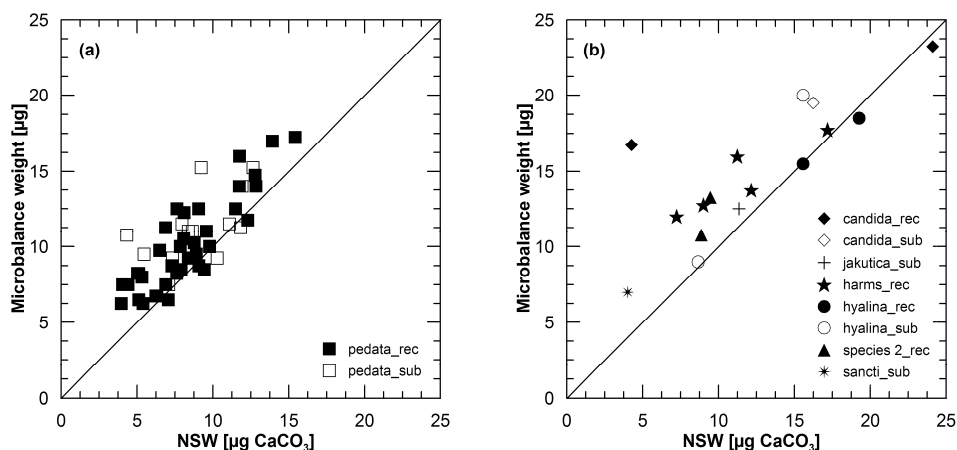 (a)
25
20
15
10
5
0
Microbalance weight [µg]
pedata_rec
pedata_sub
0 5 10 15 20 25
NSW [µg CaCO₃]
(b)
25
20
15
10
5
0
Microbalance weight [µg]
candida_rec
candida_sub
jakutica_sub
harms_rec
hyalina_rec
hyalina_sub
species 2_rec
sancti_sub
0 5 10 15 20 25
NSW [µg CaCO₃]